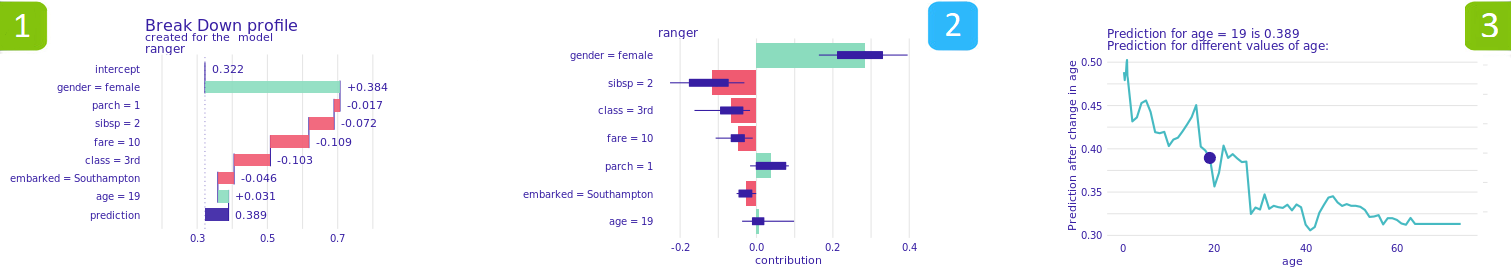 1
Break Down profile
created for the model
ranger
intercept 0.322
gender = female +0.384
parch = 1 -0.017
sibsp = 2 -0.072
fare = 10 -0.109
class = 3rd -0.103
embarked = Southampton -0.046
age = 19 +0.031
prediction 0.389
0.3 0.5 0.7
2
ranger
gender = female
sibsp = 2
class = 3rd
fare = 10
parch = 1
embarked = Southampton
age = 19
-0.2 0.0 0.2 0.4
contribution
3
Prediction for age = 19 is 0.389
Prediction for different values of age:
Prediction after change in age
0.50
0.45
0.40
0.35
0.30
0 20 40 60
age